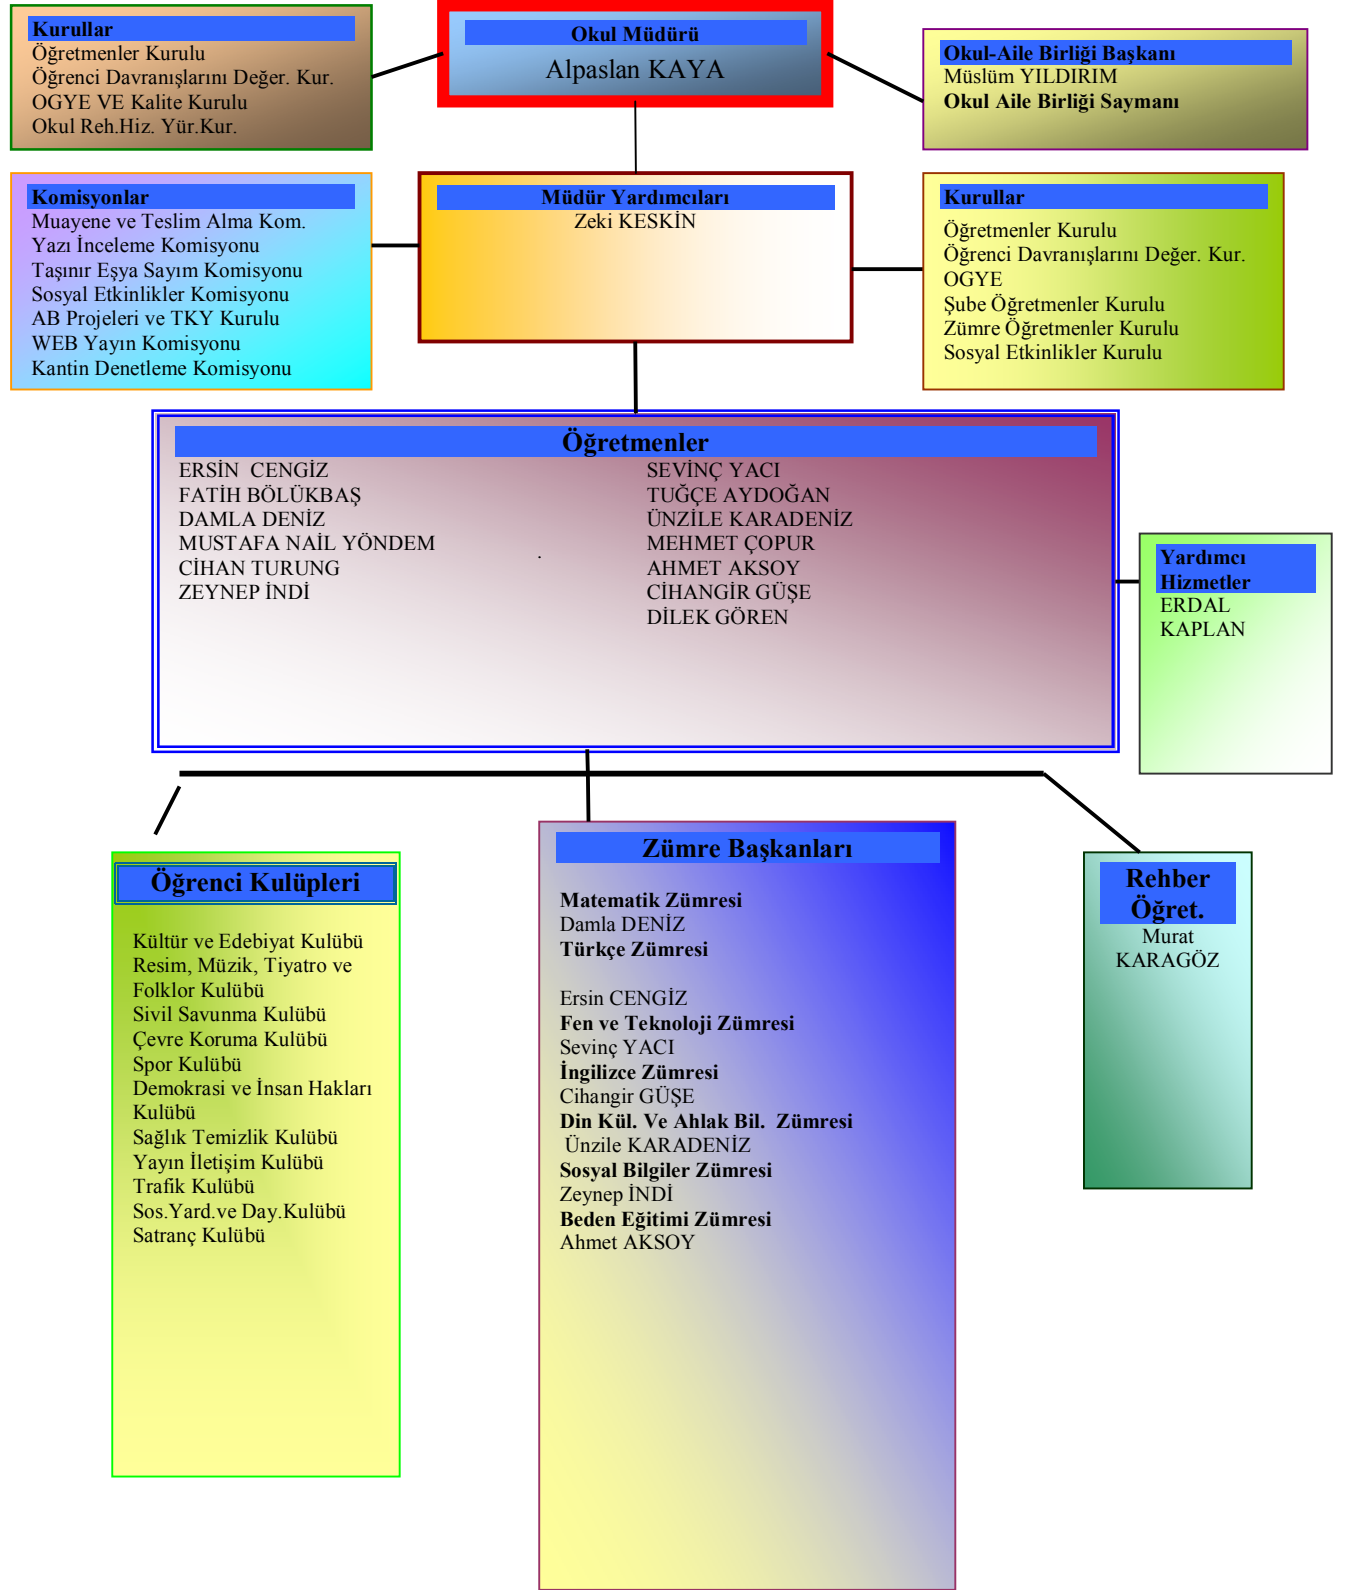 Kurullar
Öğretmenler Kurulu
Öğrenci Davranışlarını Değer. Kur.
OGYE VE Kalite Kurulu
Okul Reh.Hiz. Yür.Kur.
Okul Müdürü
Alpaslan KAYA
Okul-Aile Birliği Başkanı
Müslüm YILDIRIM
Okul Aile Birliği Saymanı
Komisyonlar
Muayene ve Teslim Alma Kom.
Yazı İnceleme Komisyonu
Taşınır Eşya Sayım Komisyonu
Sosyal Etkinlikler Komisyonu
AB Projeleri ve TKY Kurulu
WEB Yayın Komisyonu
Kantin Denetleme Komisyonu
Müdür Yardımcıları
Zeki KESKİN
Kurullar
Öğretmenler Kurulu
Öğrenci Davranışlarını Değer. Kur.
OGYE
Şube Öğretmenler Kurulu
Zümre Öğretmenler Kurulu
Sosyal Etkinlikler Kurulu
Öğretmenler
ERSİN  CENGİZ
FATİH BÖLÜKBAŞ
DAMLA DENİZ
MUSTAFA NAİL YÖNDEM
CİHAN TURUNG
ZEYNEP İNDİ
.
SEVİNÇ YACI
TUĞÇE AYDOĞAN
ÜNZİLE KARADENİZ
MEHMET ÇOPUR
AHMET AKSOY
CİHANGİR GÜŞE
DİLEK GÖREN
Yardımcı
Hizmetler
ERDAL
KAPLAN
Öğrenci Kulüpleri
Kültür ve Edebiyat Kulübü
Resim, Müzik, Tiyatro ve
Folklor Kulübü
Sivil Savunma Kulübü
Çevre Koruma Kulübü
Spor Kulübü
Demokrasi ve İnsan Hakları
Kulübü
Sağlık Temizlik Kulübü
Yayın İletişim Kulübü
Trafik Kulübü
Sos.Yard.ve Day.Kulübü
Satranç Kulübü
Zümre Başkanları
Matematik Zümresi
Damla DENİZ
Türkçe Zümresi
Ersin CENGİZ
Fen ve Teknoloji Zümresi
Sevinç YACI
İngilizce Zümresi
Cihangir GÜŞE
Din Kül. Ve Ahlak Bil.  Zümresi
Ünzile KARADENİZ
Sosyal Bilgiler Zümresi
Zeynep İNDİ
Beden Eğitimi Zümresi
Ahmet AKSOY
Rehber
Öğret.
Murat
KARAGÖZ